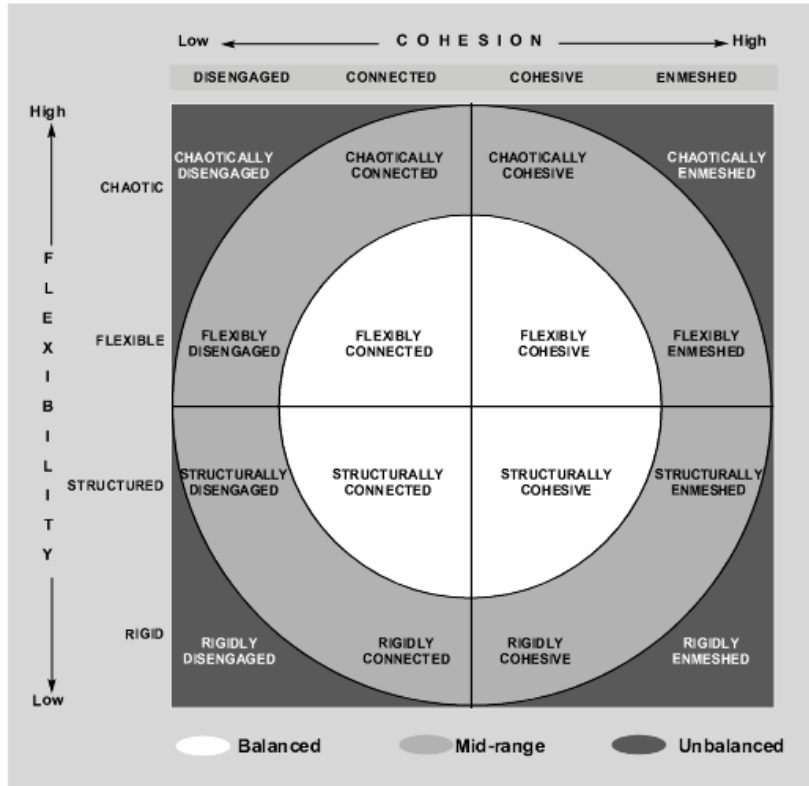 Low COHESION High
DISENGAGED CONNECTED COHESIVE ENMESHED
High
CHAOTICALLY DISENGAGED
CHAOTICALLY CONNECTED
CHAOTICALLY COHESIVE
CHAOTICALLY ENMESHED
CHAOTIC
FLEXIBILITY
FLEXIBLE
FLEXIBLY DISENGAGED
FLEXIBLY CONNECTED
FLEXIBLY COHESIVE
FLEXIBLY ENMESHED
STRUCTURED
STRUCTURALLY DISENGAGED
STRUCTURALLY CONNECTED
STRUCTURALLY COHESIVE
STRUCTURALLY ENMESHED
RIGID
RIGIDLY DISENGAGED
RIGIDLY CONNECTED
RIGIDLY COHESIVE
RIGIDLY ENMESHED
Low
Balanced Mid-range Unbalanced